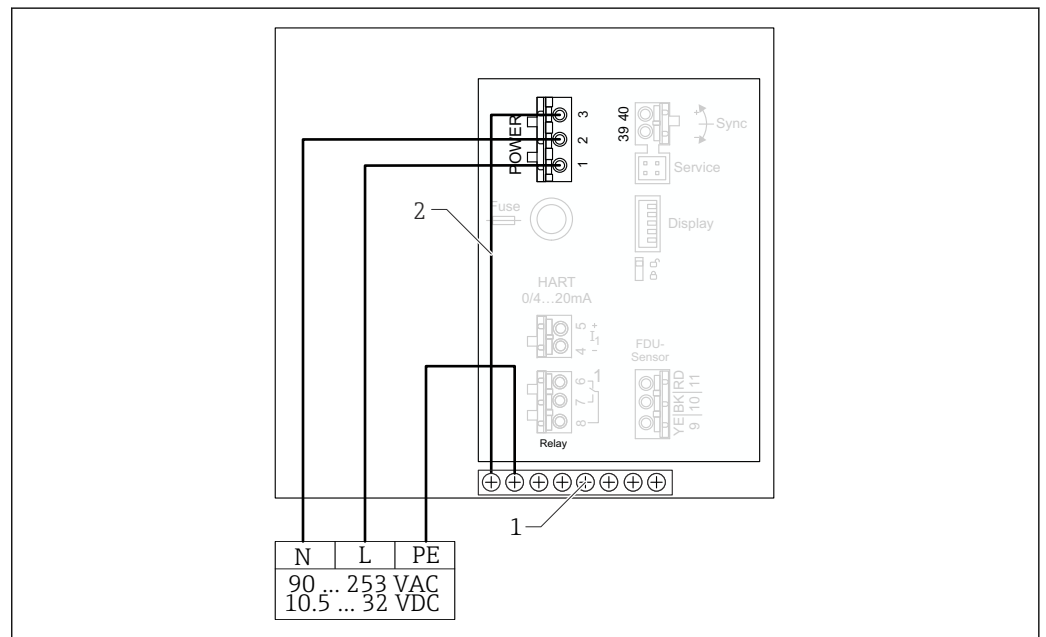 POWER
3
2
1
39 40
+
-
Sync
Service
Fuse
Display
2
HART
0/4...20mA
5 +
I1
4 -
FDU-
Sensor
6
7
8
1
Relay
YE|BK|RD
9 | 10 | 11
1
N L PE
90 ... 253 VAC
10.5 ... 32 VDC